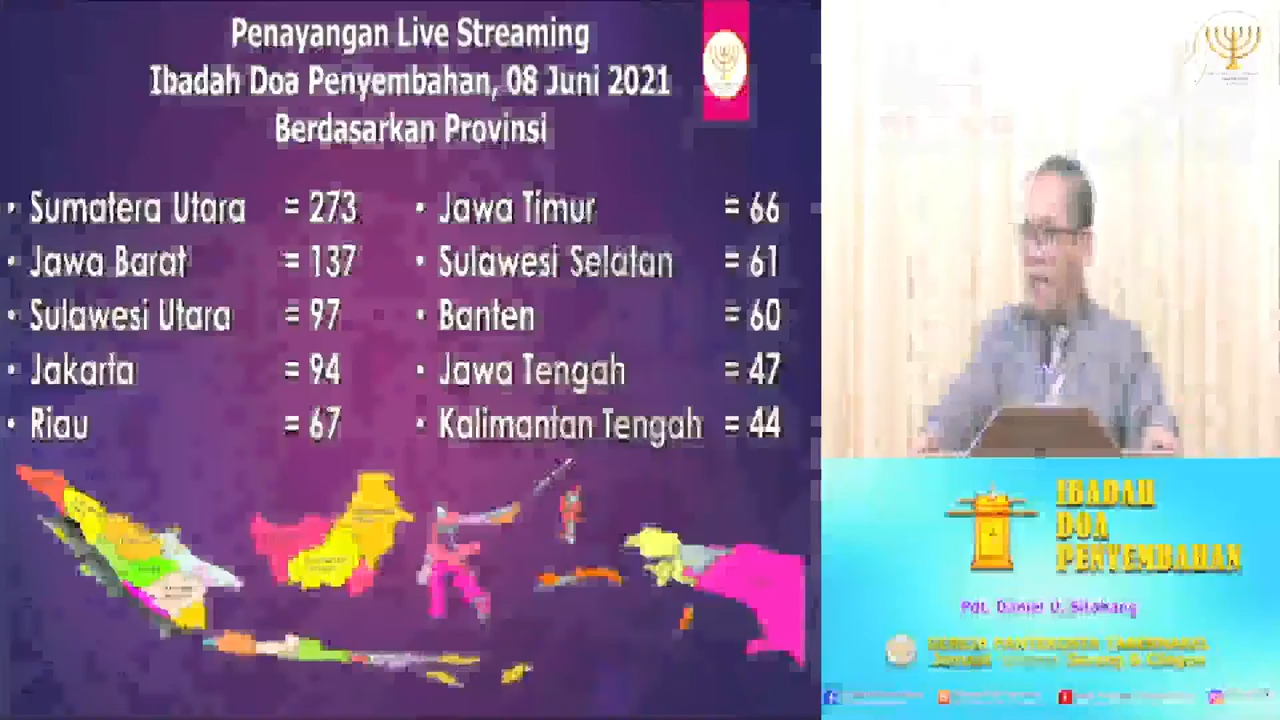 Penayangan Live Streaming
Ibadah Doa Penyembahan, 08 Juni 2021
Berdasarkan Provinsi
• Sumatera Utara = 273
• Jawa Barat = 137
• Sulawesi Utara = 97
• Jakarta = 94
• Riau = 67
• Jawa Timur = 66
• Sulawesi Selatan = 61
• Banten = 60
• Jawa Tengah = 47
• Kalimantan Tengah = 44
IBADAH
DOA
PENYEMBAHAN
Pdt. Daniel U. Sitohang